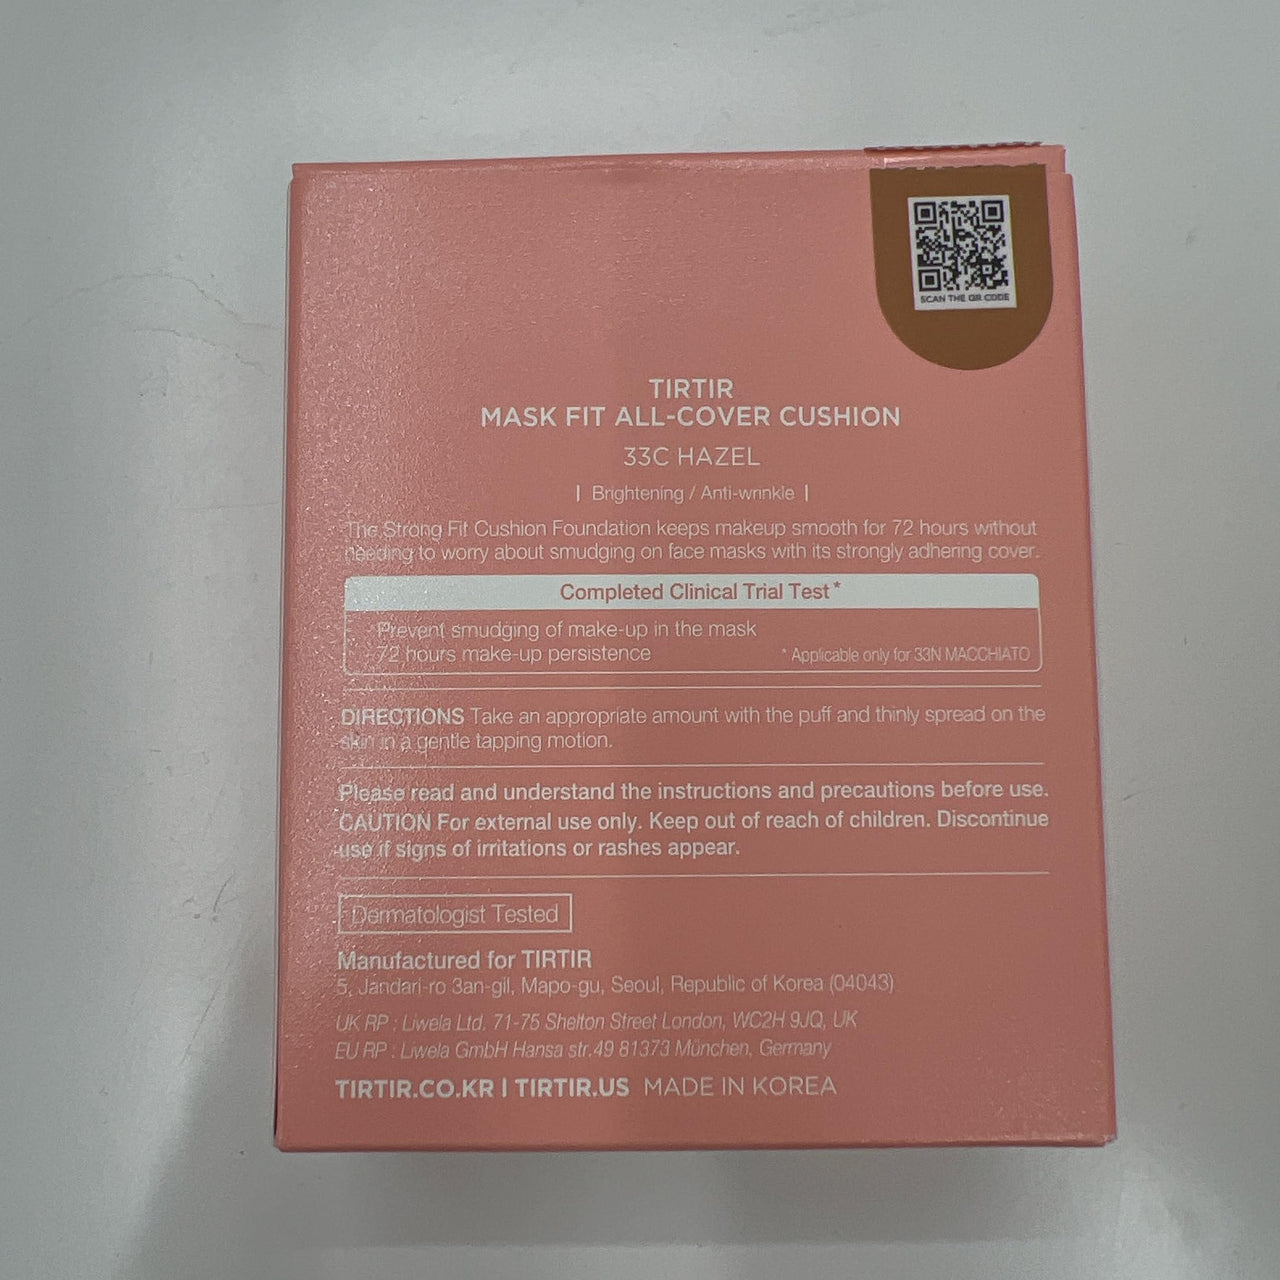 SCAN THE QR CODE
TIRTIR
MASK FIT ALL-COVER CUSHION
33C HAZEL
| Brightening / Anti-wrinkle |
The Strong Fit Cushion Foundation keeps makeup smooth for 72 hours without
needing to worry about smudging on face masks with its strongly adhering cover.
Completed Clinical Trial Test *
Prevent smudging of make-up in the mask
72 hours make-up persistence
* Applicable only for 33N MACCHIATO
DIRECTIONS Take an appropriate amount with the puff and thinly spread on the
skin in a gentle tapping motion.
Please read and understand the instructions and precautions before use.
CAUTION For external use only. Keep out of reach of children. Discontinue
use if signs of irritations or rashes appear.
Dermatologist Tested
Manufactured for TIRTIR
5, Jandari-ro 3an-gil, Mapo-gu, Seoul, Republic of Korea (04043)
UK RP : Liwela Ltd. 71-75 Shelton Street London, WC2H 9JQ, UK
EU RP : Liwela GmbH Hansa str.49 81373 München, Germany
TIRTIR.CO.KR | TIRTIR.US MADE IN KOREA